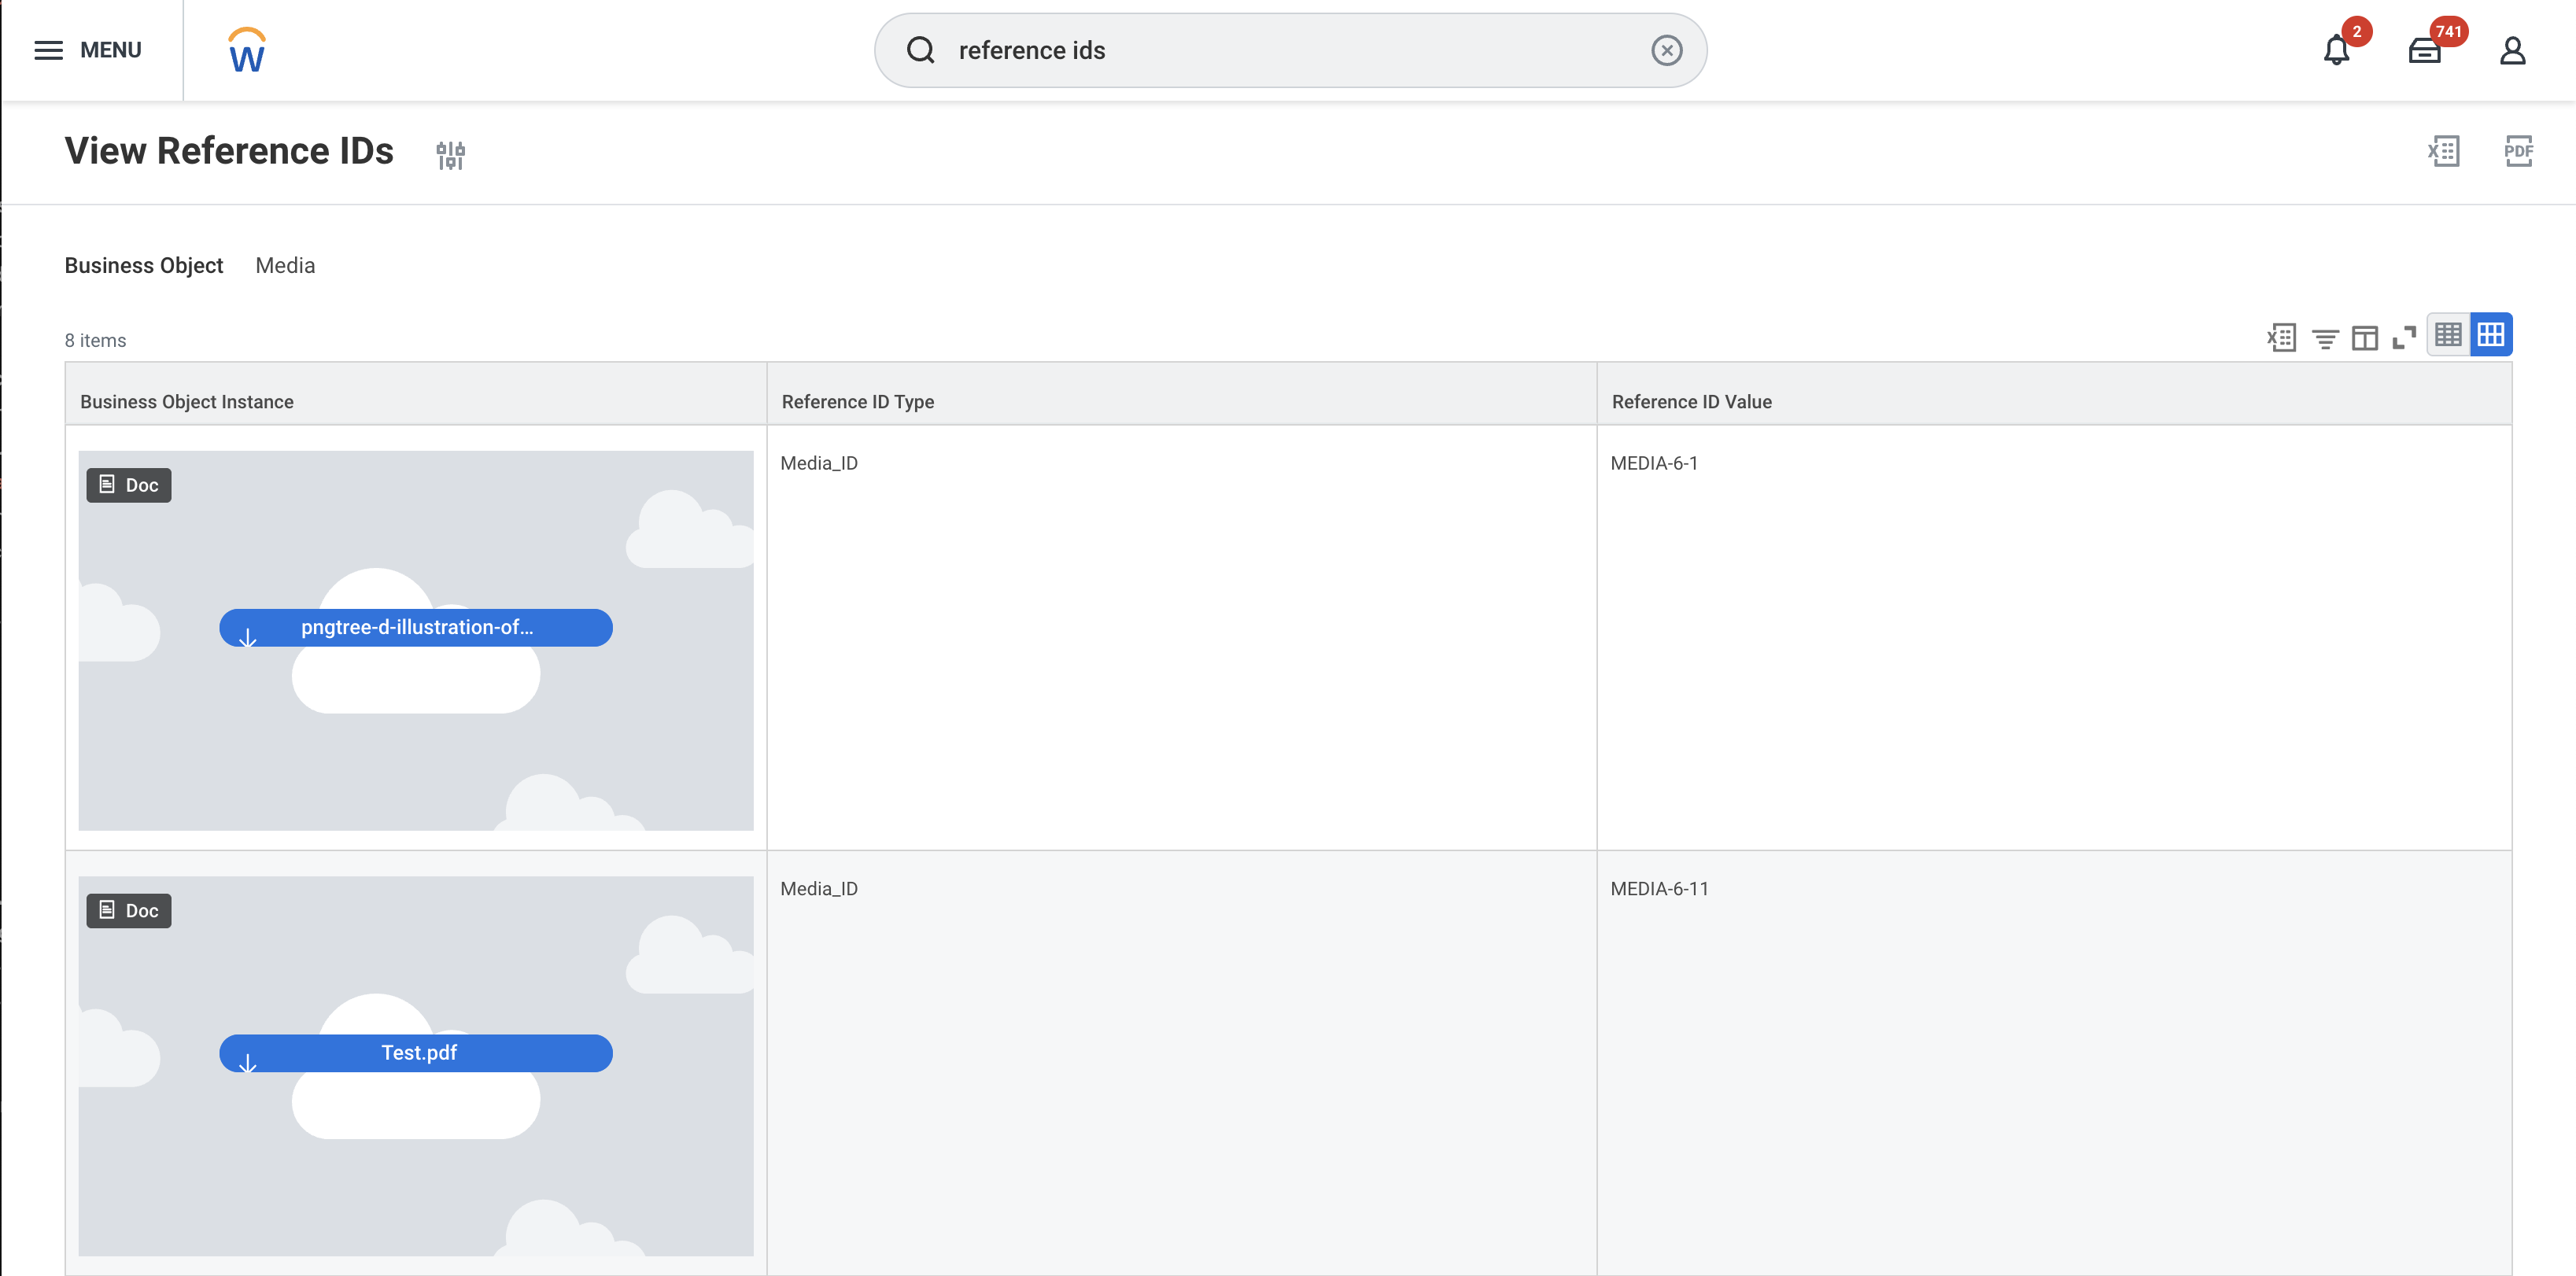 MENU
W
reference ids
2
741
View Reference IDs
X
PDF
Business Object Media
8 items
X
Business Object Instance Reference ID Type Reference ID Value
Doc
pngtree-d-illustration-of...
Media_ID
MEDIA-6-1
Doc
Test.pdf
Media_ID
MEDIA-6-11